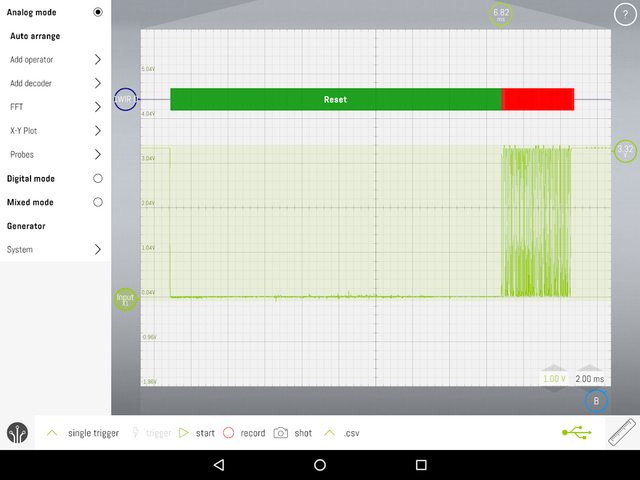 Analog mode
6.82
ms
?
Auto arrange
Add operator
Add decoder
FFT
X-Y Plot
Probes
Digital mode
Mixed mode
Generator
System
5.04V
Reset
4.04V
3.04V
3.32
V
2.04V
1.04V
0.04V
Input
-0.96V
-1.96V
1.00 V
2.00 ms
B
single trigger
trigger
start
record
shot
.csv